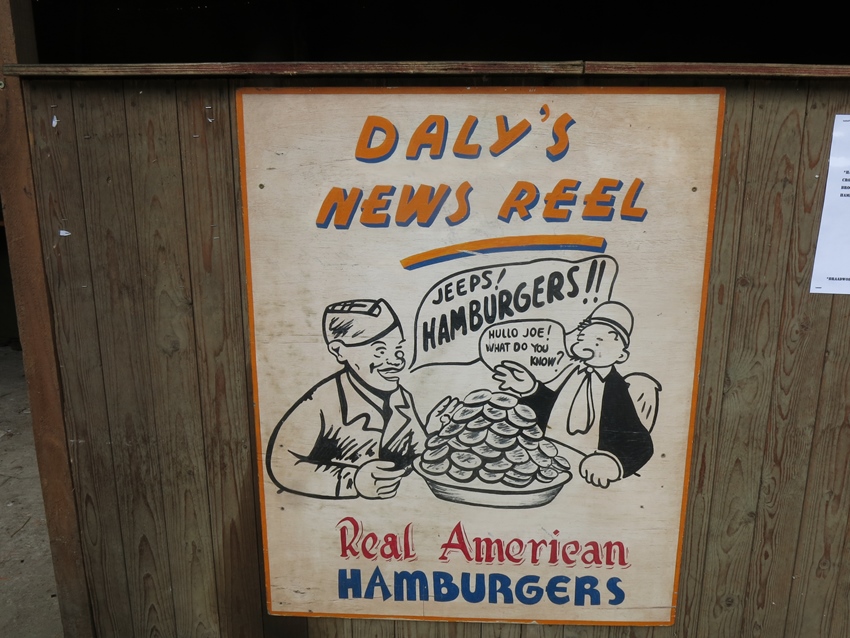 DALY'S
NEWS REEL
JEEPS!
HAMBURGERS!!
HULLO JOE!
WHAT DO YOU
KNOW?
Real American
HAMBURGERS